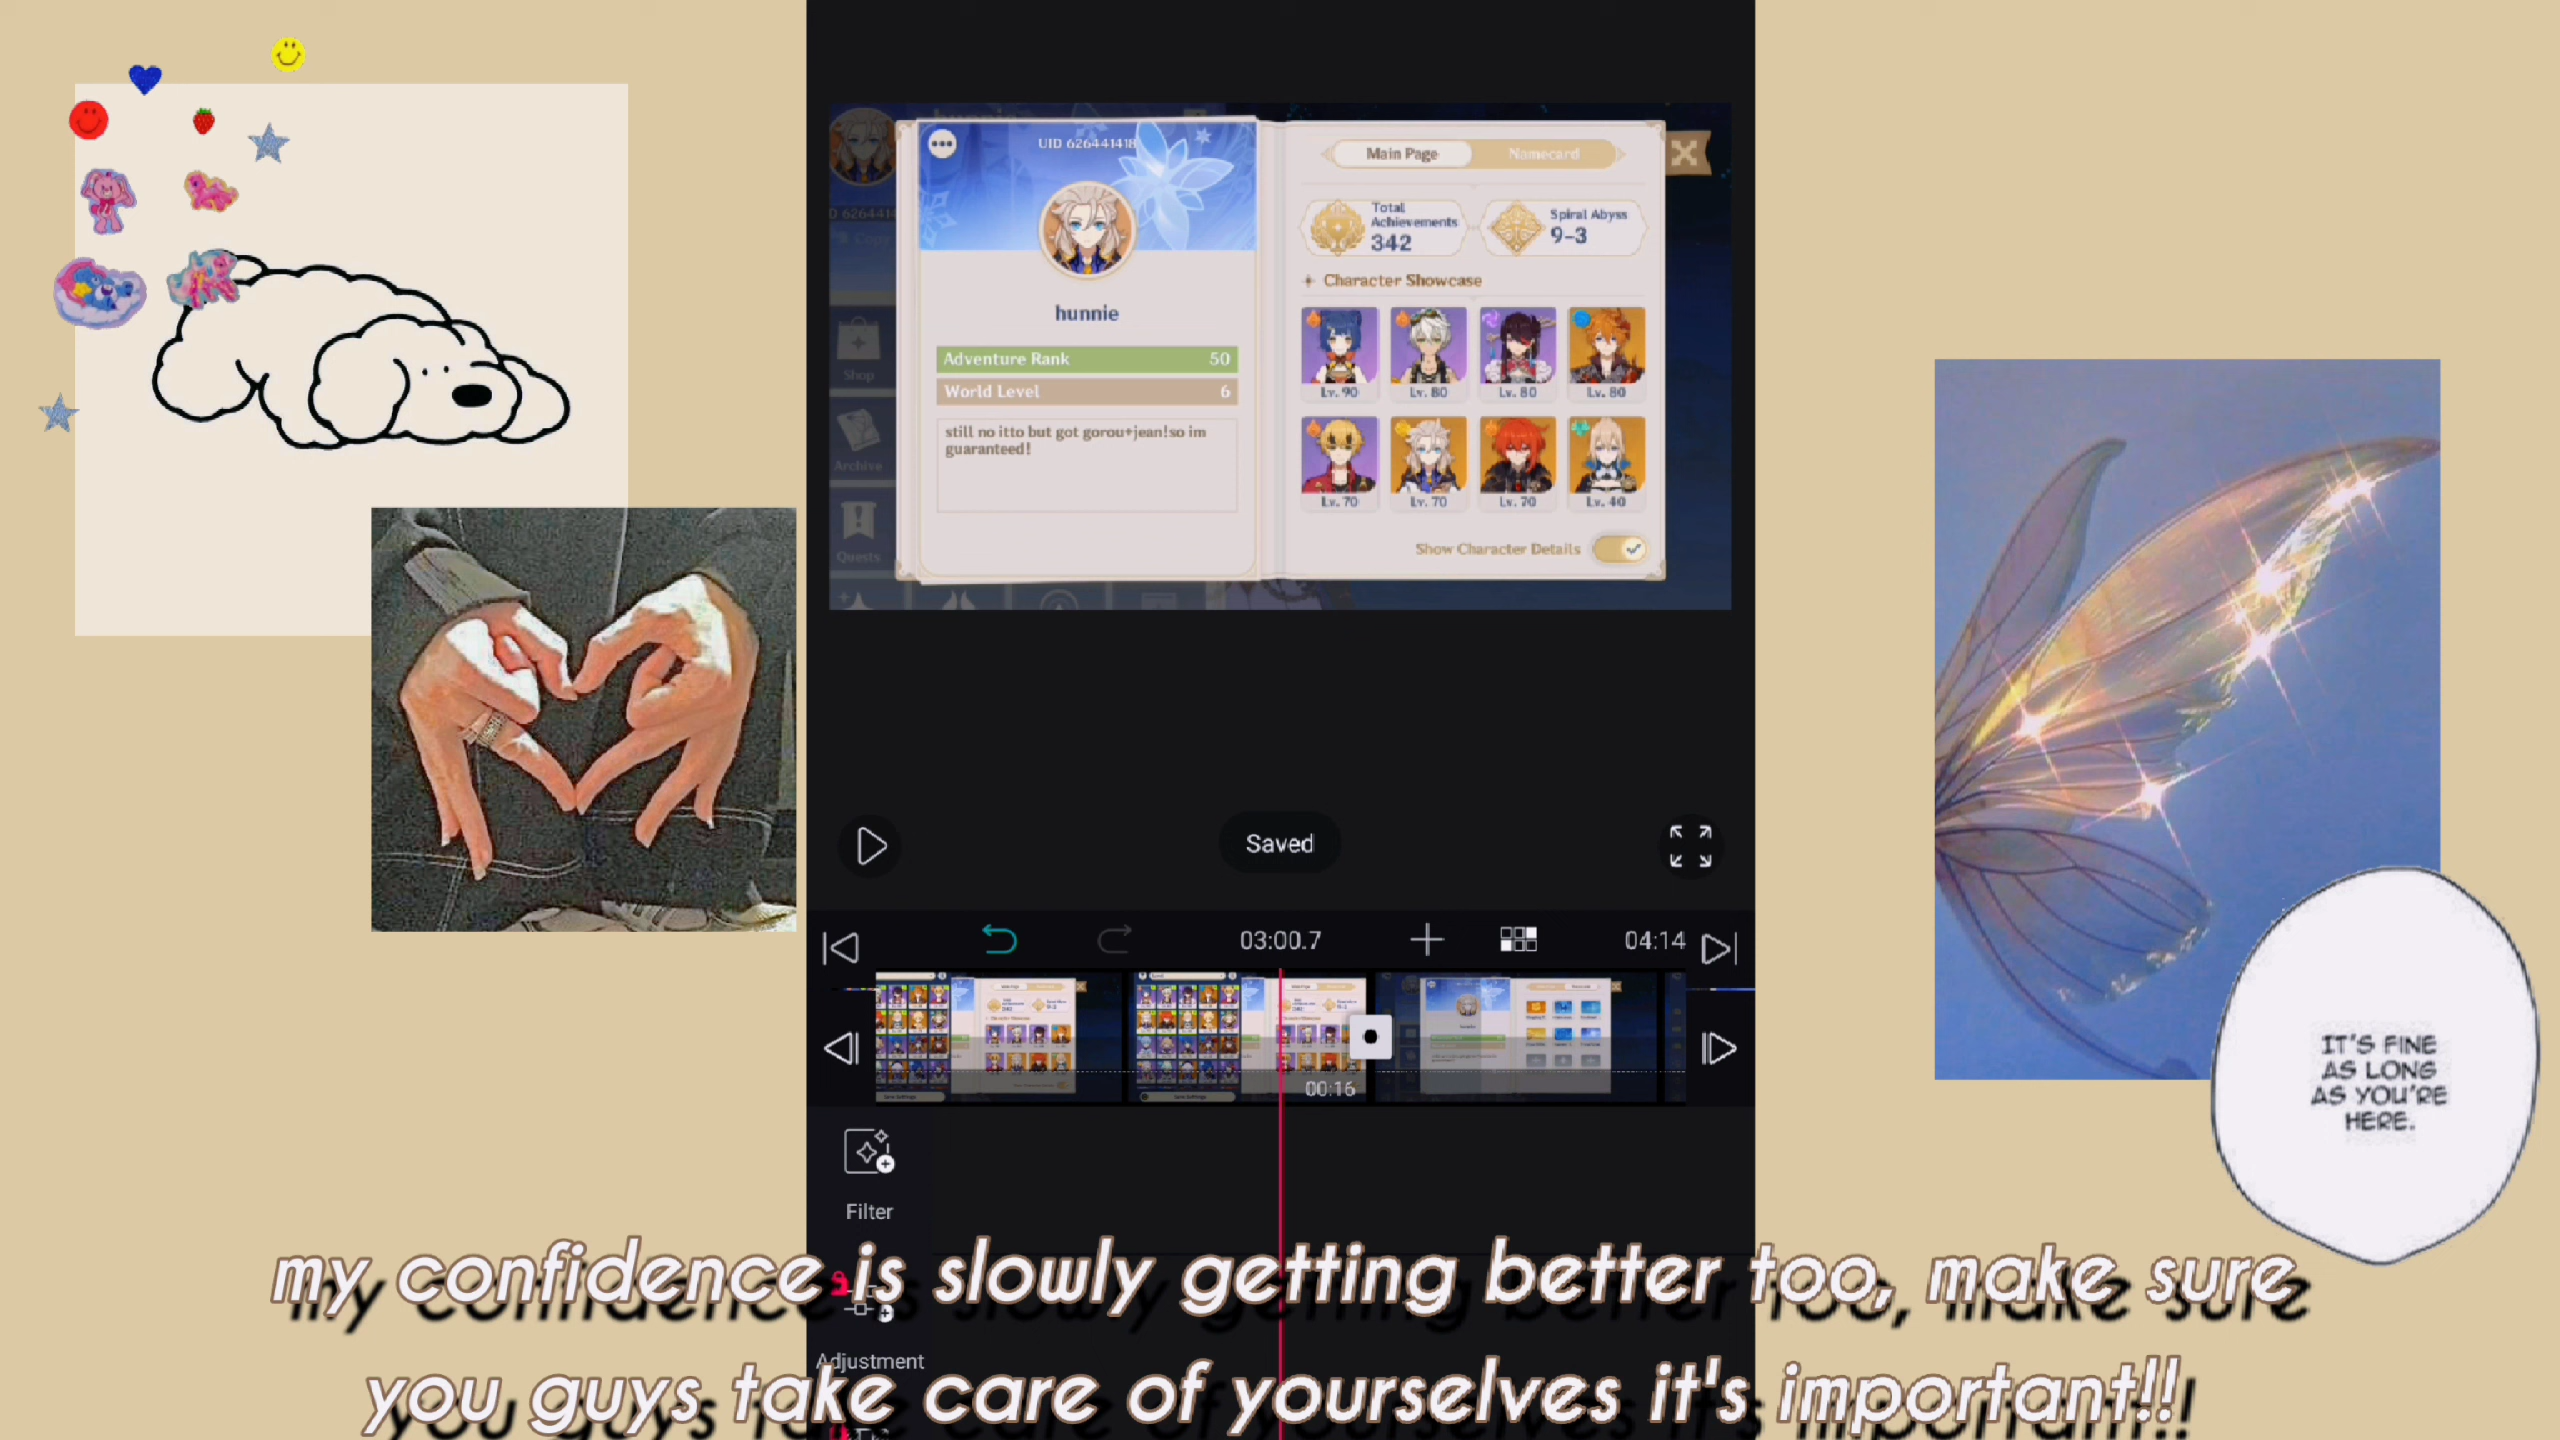 UID 626441418
hunnie
Adventure Rank 50
World Level 6
still no itto but got gorou+jean!so im
guaranteed!
Main Page
Namecard
Total
Achievements
342
Spiral Abyss
9-3
Character Showcase
Lv. 90
Lv. 80
Lv. 80
Lv. 80
Lv. 70
Lv. 70
Lv. 70
Lv. 40
Show Character Details
Copy
Shop
Archive
Quests
Saved
03:00.7
04:14
00:16
Filter
Adjustment
IT'S FINE
AS LONG
AS YOU'RE
HERE.
my confidence is slowly getting better too, make sure
you guys take care of yourselves it's important!!